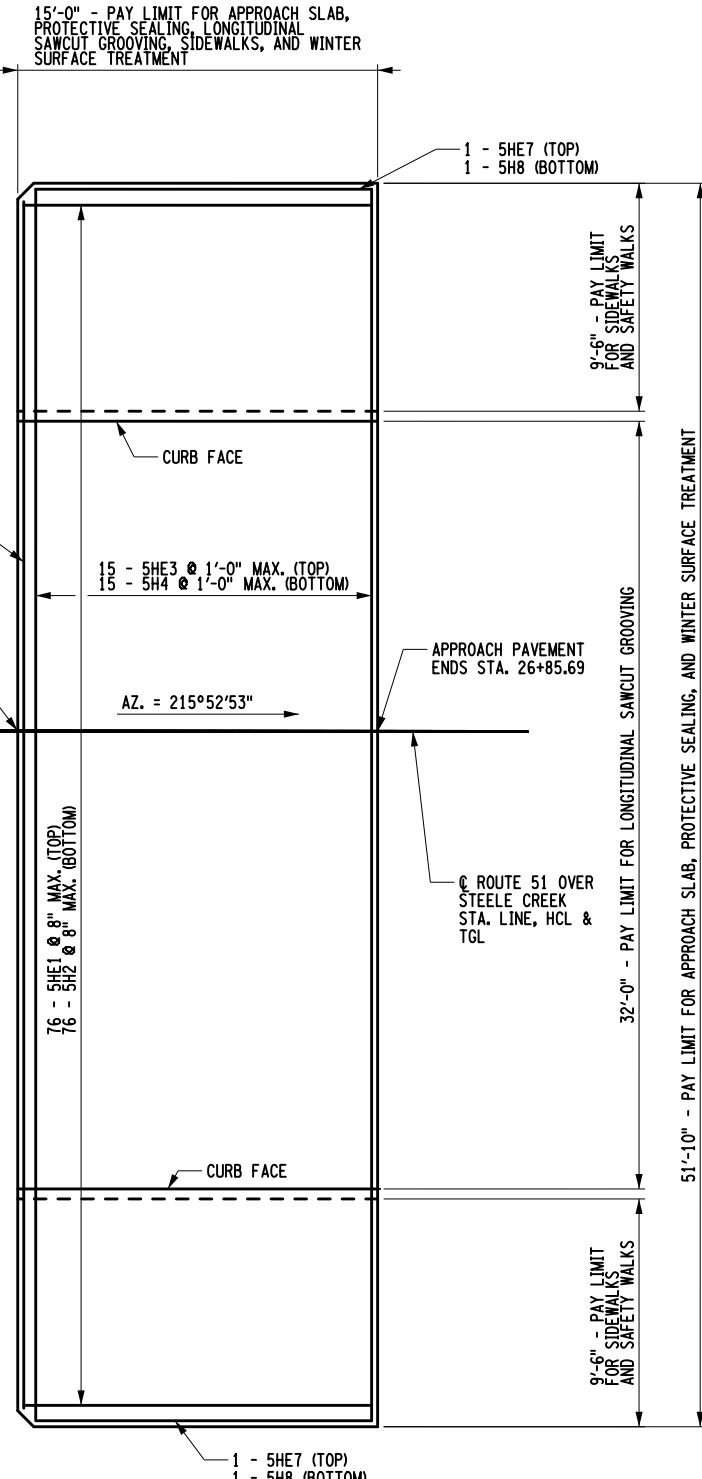 15'-0" - PAY LIMIT FOR APPROACH SLAB,
PROTECTIVE SEALING, LONGITUDINAL
SAWCUT GROOVING, SIDEWALKS, AND WINTER
SURFACE TREATMENT
1 - 5HE7 (TOP)
1 - 5H8 (BOTTOM)
9'-6" - PAY LIMIT
FOR SIDEWALKS
AND SAFETY WALKS
CURB FACE
15 - 5HE3 @ 1'-0" MAX. (TOP)
15 - 5H4 @ 1'-0" MAX. (BOTTOM)
APPROACH PAVEMENT
ENDS STA. 26+85.69
AZ. = 215°52'53"
32'-0" - PAY LIMIT FOR LONGITUDINAL SAWCUT GROOVING
51'-10" - PAY LIMIT FOR APPROACH SLAB, PROTECTIVE SEALING, AND WINTER SURFACE TREATMENT
76 - 5HE1 @ 8" MAX. (TOP)
76 - 5H2 @ 8" MAX. (BOTTOM)
℄ ROUTE 51 OVER
STEELE CREEK
STA. LINE, HCL &
TGL
CURB FACE
9'-6" - PAY LIMIT
FOR SIDEWALKS
AND SAFETY WALKS
1 - 5HE7 (TOP)
1 - 5H8 (BOTTOM)